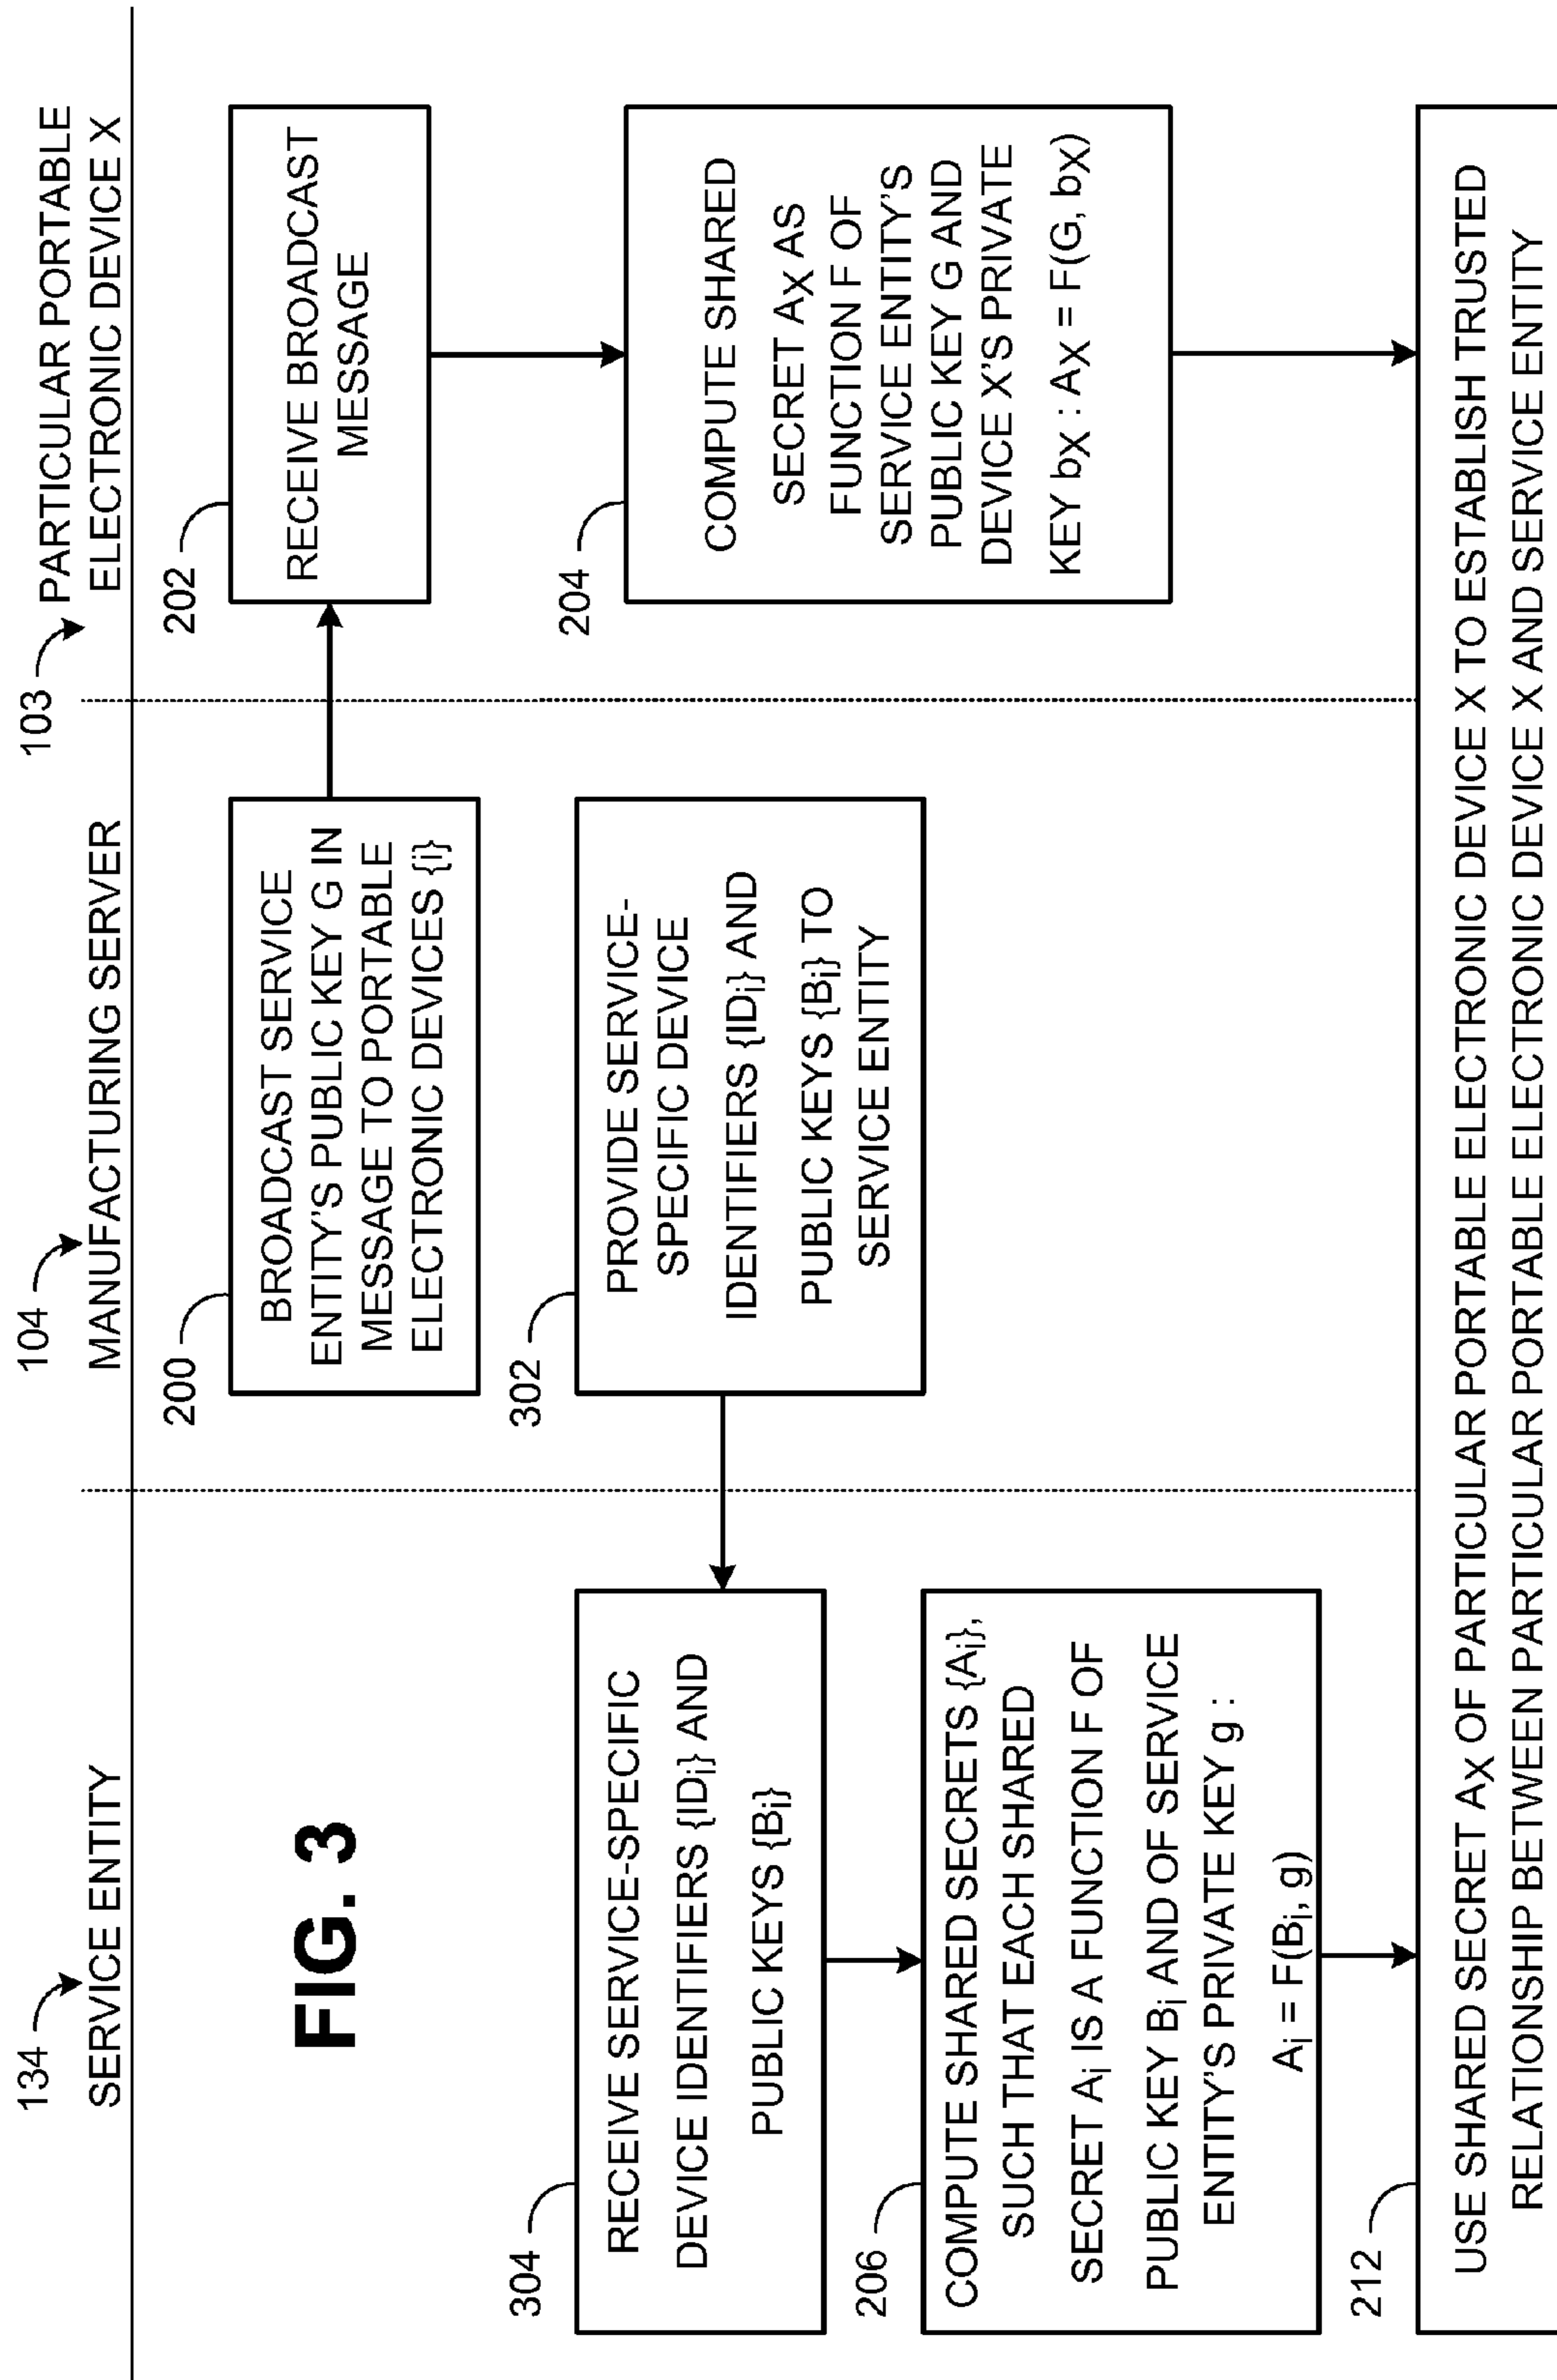 134
SERVICE ENTITY
104
MANUFACTURING SERVER
103
PARTICULAR PORTABLE
ELECTRONIC DEVICE X
FIG. 3
200
BROADCAST SERVICE
ENTITY'S PUBLIC KEY G IN
MESSAGE TO PORTABLE
ELECTRONIC DEVICES {i}
202
RECEIVE BROADCAST
MESSAGE
302
PROVIDE SERVICE-
SPECIFIC DEVICE
IDENTIFIERS {IDi} AND
PUBLIC KEYS {Bi} TO
SERVICE ENTITY
204
COMPUTE SHARED
SECRET AX AS
FUNCTION F OF
SERVICE ENTITY'S
PUBLIC KEY G AND
DEVICE X'S PRIVATE
KEY bX : AX = F(G, bX)
304
RECEIVE SERVICE-SPECIFIC
DEVICE IDENTIFIERS {IDi} AND
PUBLIC KEYS {Bi}
206
COMPUTE SHARED SECRETS {Ai},
SUCH THAT EACH SHARED
SECRET Ai IS A FUNCTION F OF
PUBLIC KEY Bi AND OF SERVICE
ENTITY'S PRIVATE KEY g :
Ai = F(Bi, g)
212
USE SHARED SECRET AX OF PARTICULAR PORTABLE ELECTRONIC DEVICE X TO ESTABLISH TRUSTED
RELATIONSHIP BETWEEN PARTICULAR PORTABLE ELECTRONIC DEVICE X AND SERVICE ENTITY